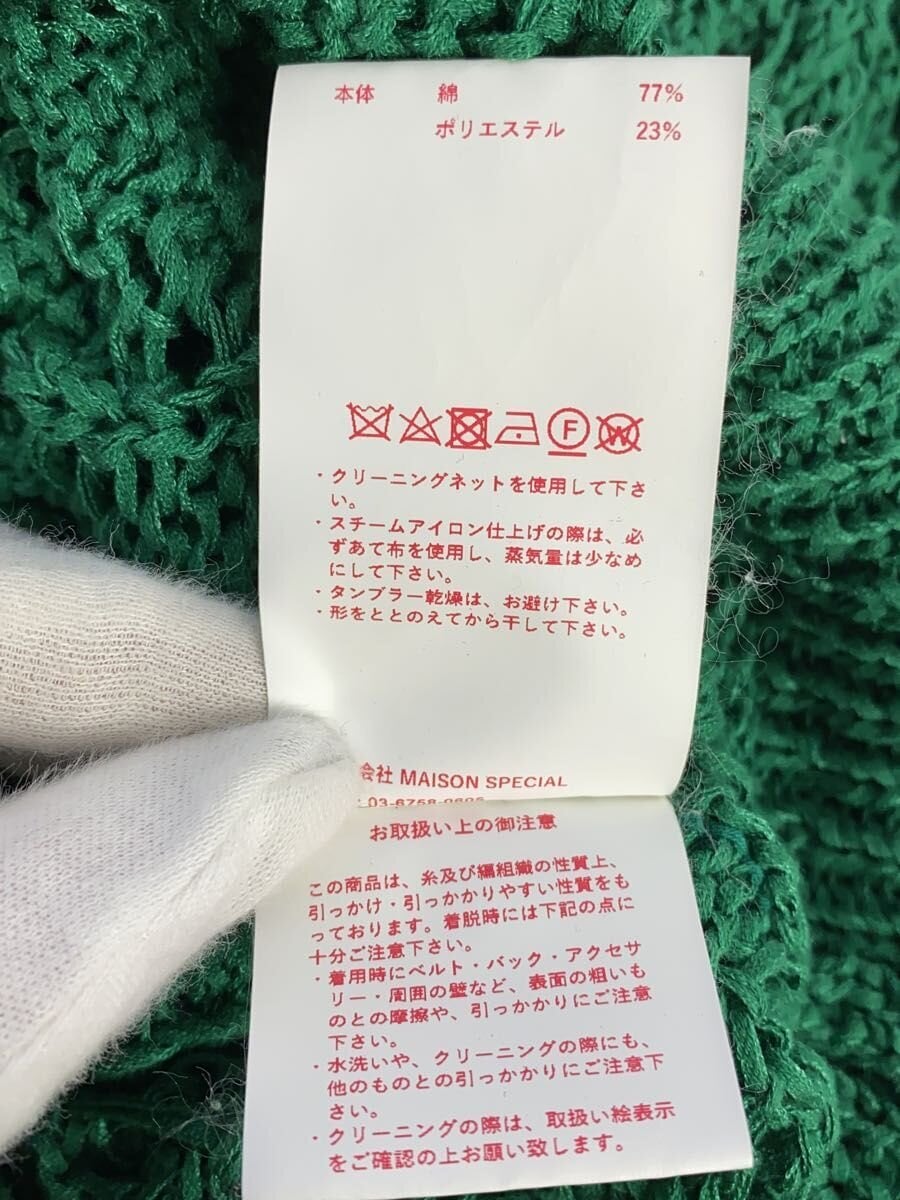 本体 綿 77%
ポリエステル 23%
F W
・クリーニングネットを使用して下さ
い。
・スチームアイロン仕上げの際は、必
ずあて布を使用し、蒸気量は少なめ
にして下さい。
・タンブラー乾燥は、お避け下さい。
・形をととのえてから干して下さい。
会社 MAISON SPECIAL
お取扱い上の御注意
この商品は、糸及び編組織の性質上、
引っかけ・引っかかりやすい性質をも
っております。着脱時には下記の点に
十分ご注意下さい。
・着用時にベルト・バック・アクセサ
リー・周囲の壁など、表面の粗いも
のとの摩擦や、引っかかりにご注意
下さい。
・水洗いや、クリーニングの際にも、
他のものとの引っかかりにご注意下
さい。
・クリーニングの際は、取扱い絵表示
をご確認の上お願い致します。